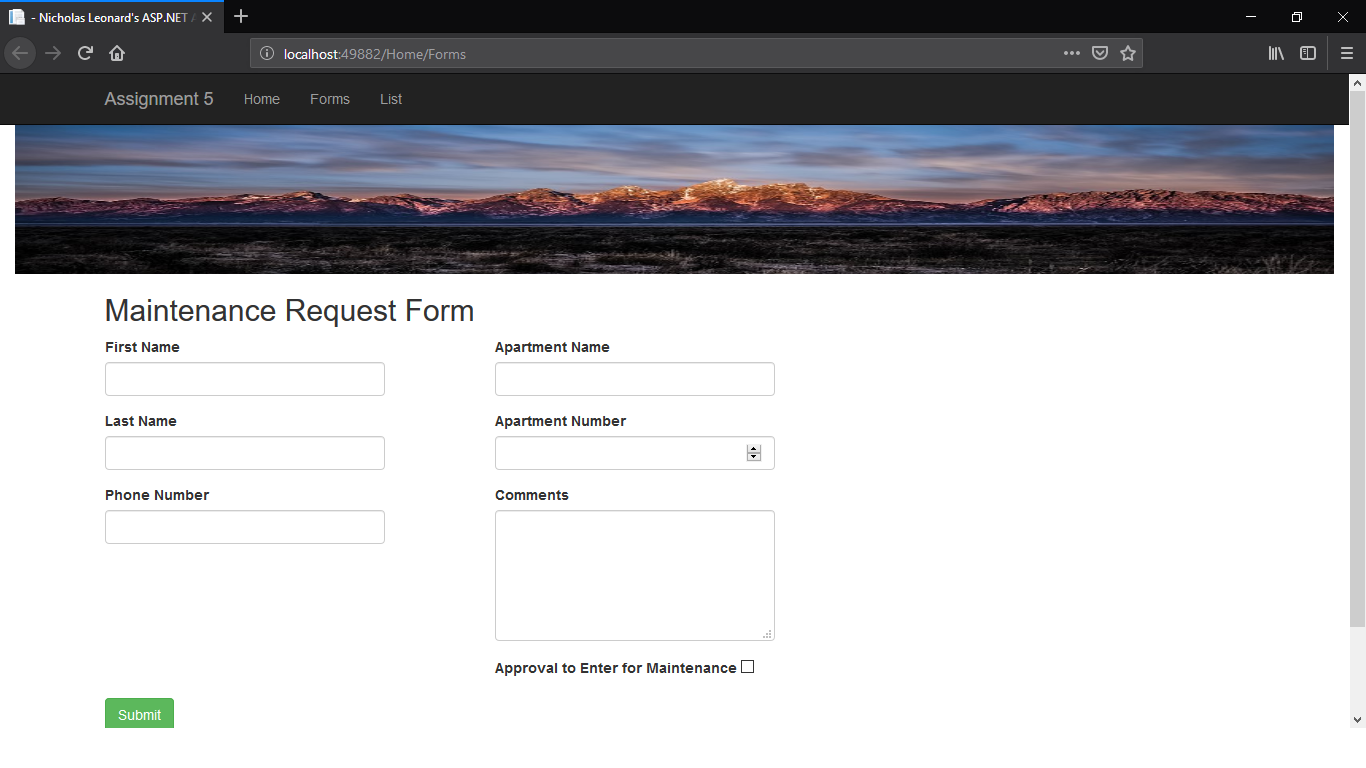 - Nicholas Leonard's ASP.NET
localhost:49882/Home/Forms
Assignment 5 Home Forms List
Maintenance Request Form
First Name
Apartment Name
Last Name
Apartment Number
Phone Number
Comments
Approval to Enter for Maintenance
Submit